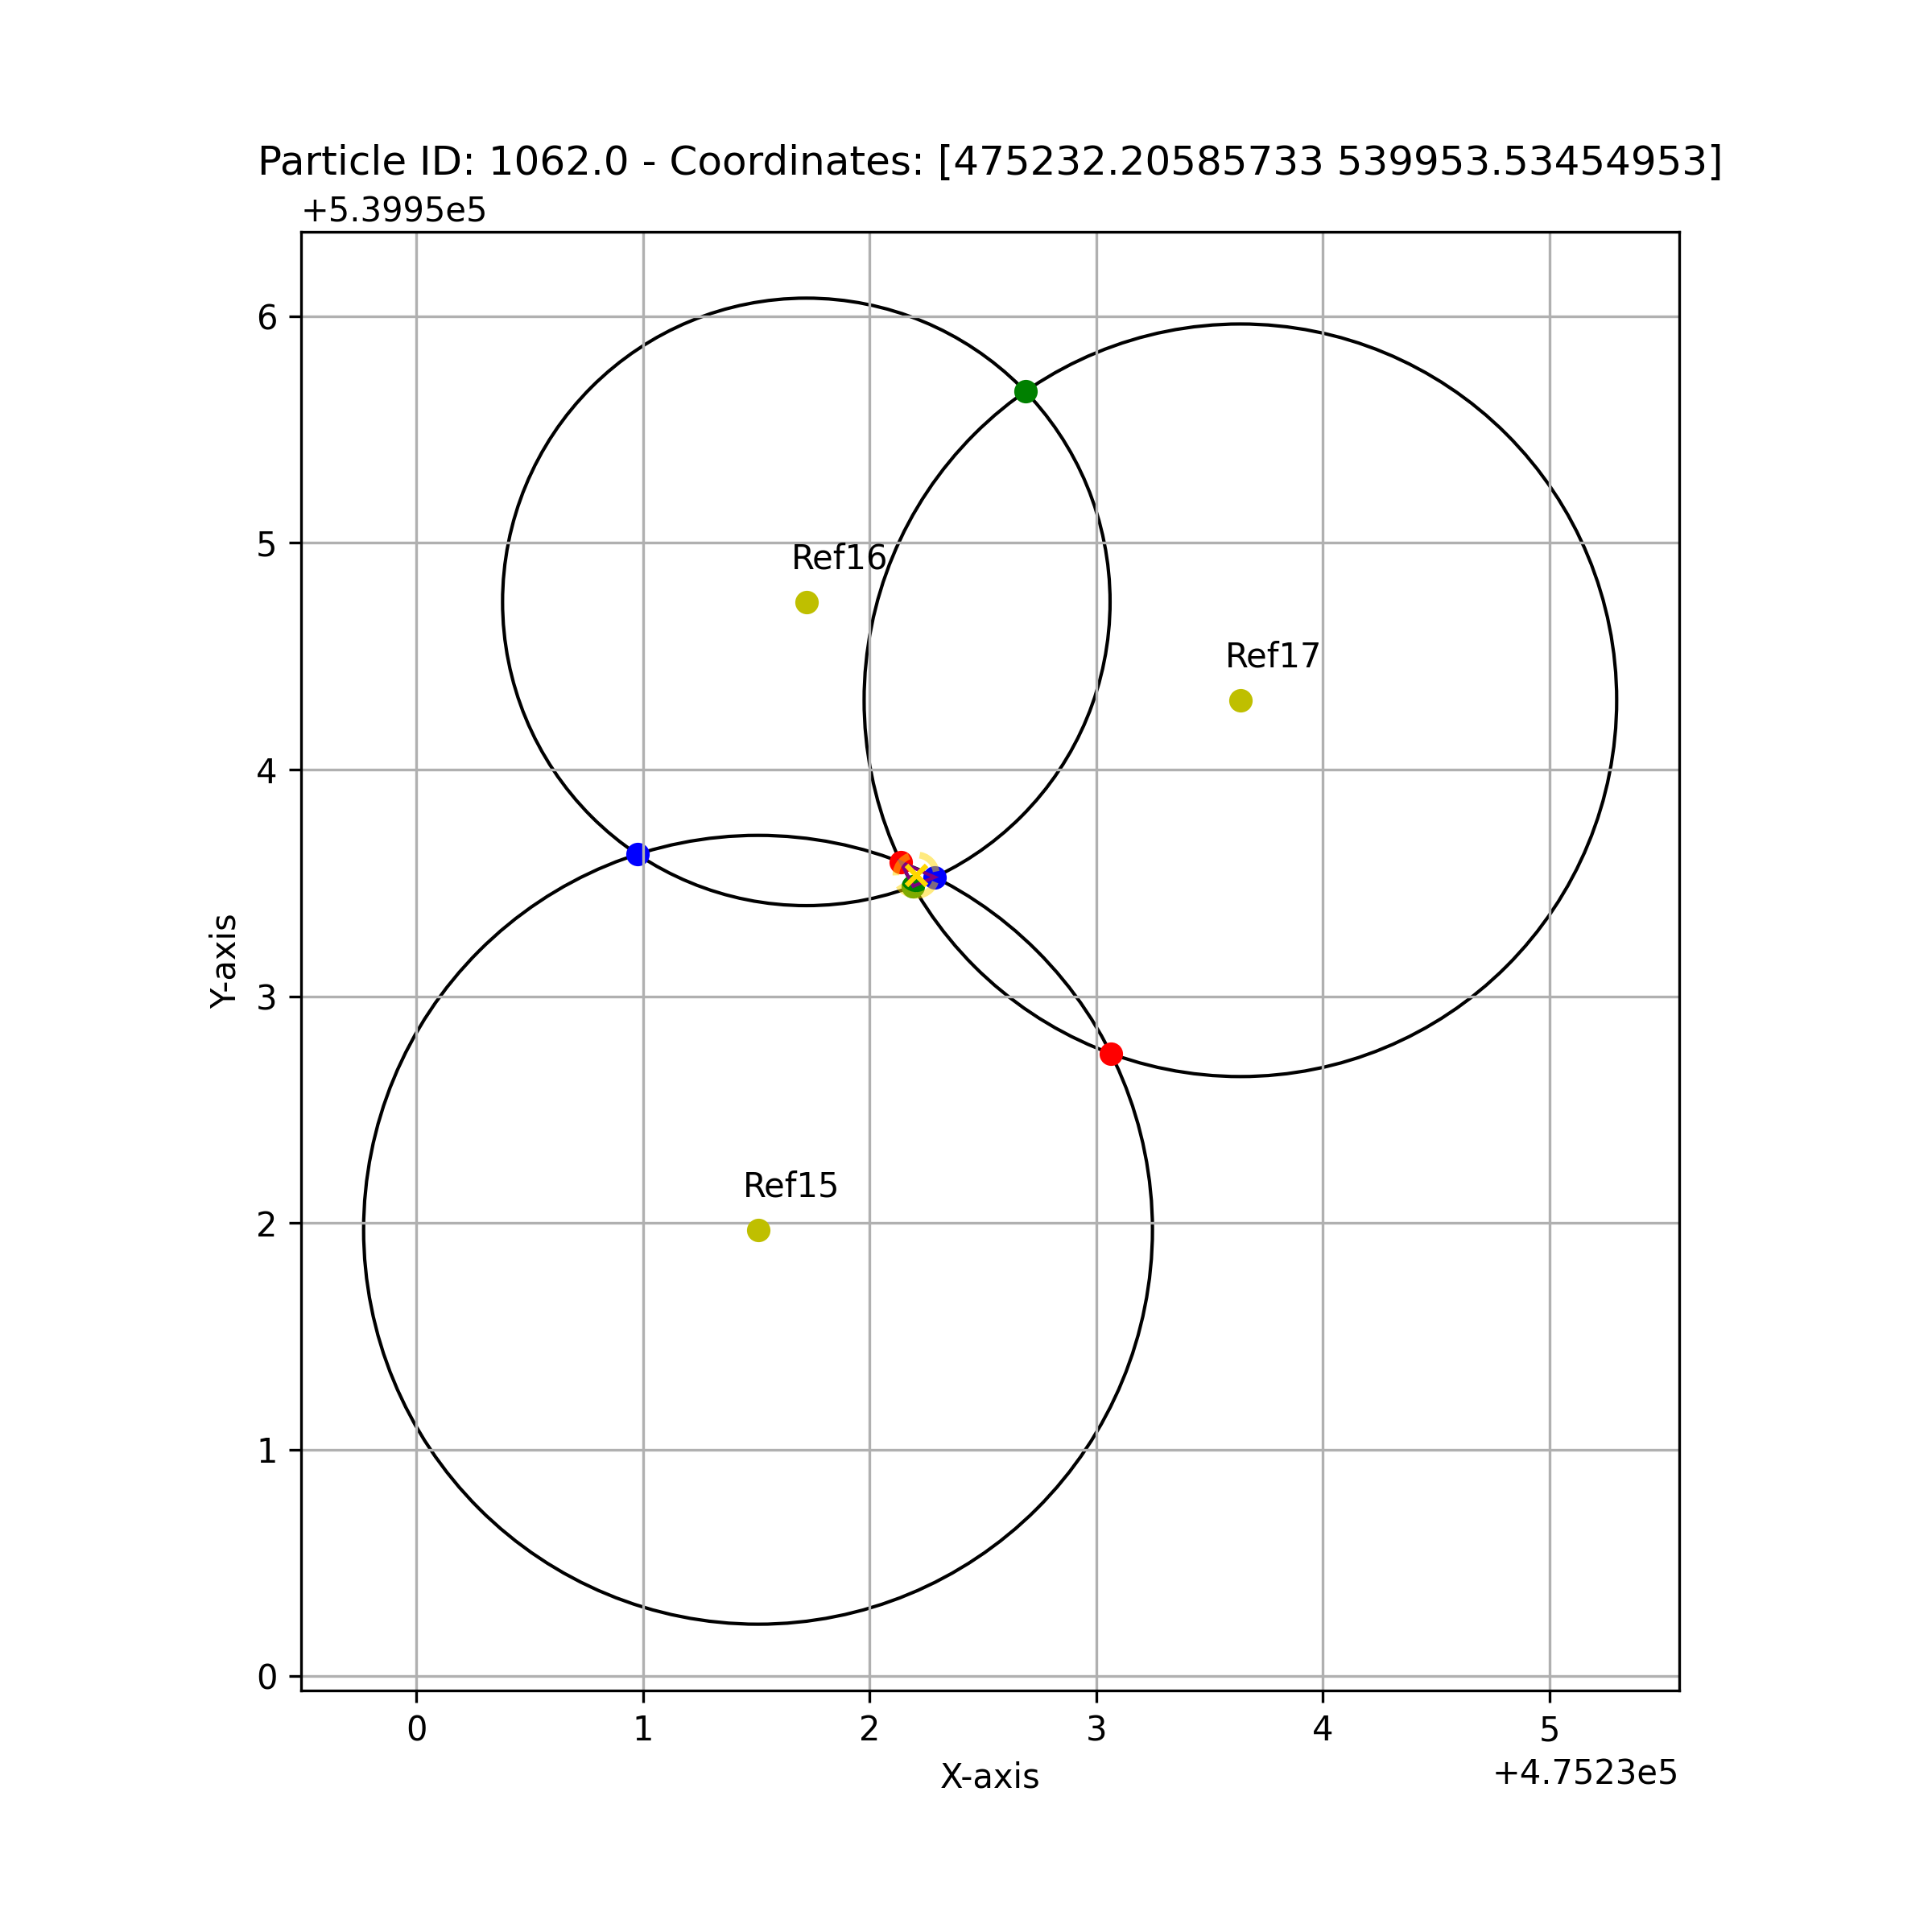 Particle ID: 1062.0 - Coordinates: [475232.20585733 539953.53454953]
+5.3995e5
6
5
Ref16
Ref17
4
Y-axis
3
Ref15
2
1
0
0 1 2 3 4 5
X-axis
+4.7523e5